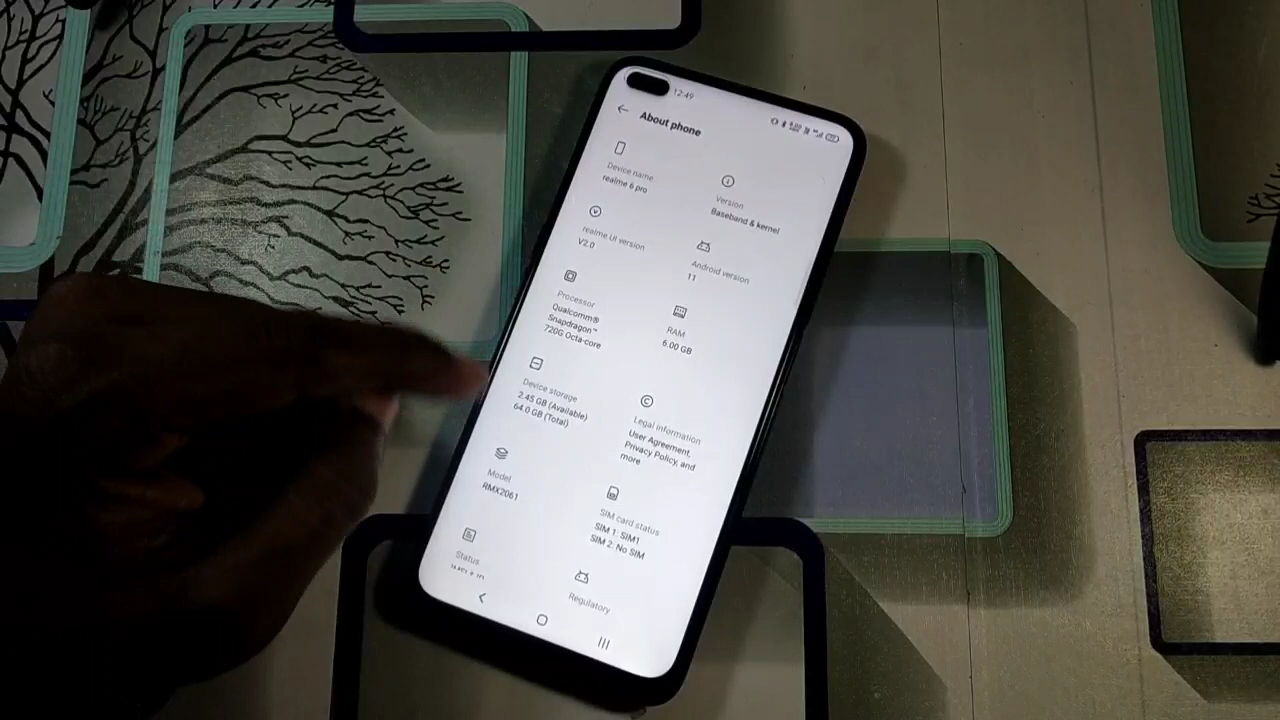 12:49
About phone
Device name
realme 6 pro
Version
Baseband & kernel
realme UI version
V2.0
Android version
11
Processor
Qualcomm®
Snapdragon™
720G Octa-core
RAM
6.00 GB
Device storage
2.45 GB (Available)
64.0 GB (Total)
Legal information
User Agreement,
Privacy Policy, and
more
Model
RMX2061
SIM card status
SIM 1: SIM1
SIM 2: No SIM
Status
Regulatory